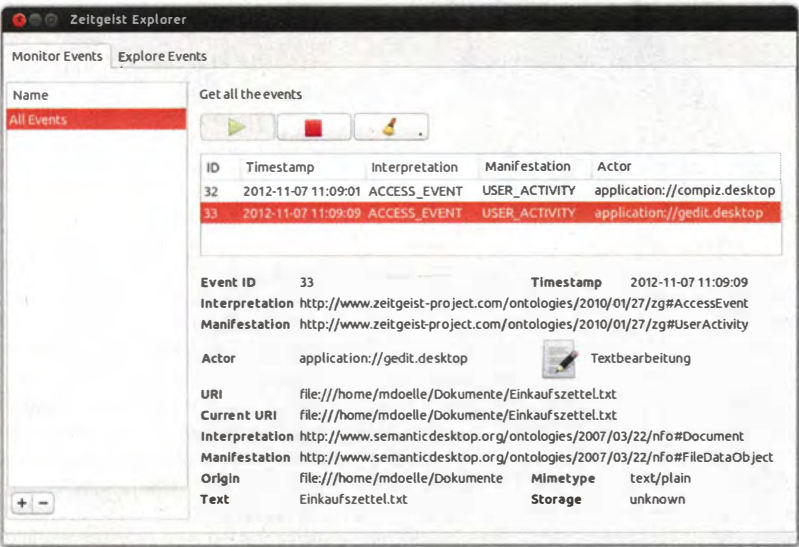 Zeitgeist Explorer
Monitor Events Explore Events
Name
All Events
Get all the events
ID Timestamp Interpretation Manifestation Actor
32 2012-11-07 11:09:01 ACCESS_EVENT USER_ACTIVITY application://compiz.desktop
33 2012-11-07 11:09:09 ACCESS_EVENT USER_ACTIVITY application://gedit.desktop
Event ID 33 Timestamp 2012-11-07 11:09:09
Interpretation http://www.zeitgeist-project.com/ontologies/2010/01/27/zg#AccessEvent
Manifestation http://www.zeitgeist-project.com/ontologies/2010/01/27/zg#UserActivity
Actor application://gedit.desktop Textbearbeitung
URI file:///home/mdoelle/Dokumente/Einkaufszettel.txt
Current URI file:///home/mdoelle/Dokumente/Einkaufszettel.txt
Interpretation http://www.semanticdesktop.org/ontologies/2007/03/22/nfo#Document
Manifestation http://www.semanticdesktop.org/ontologies/2007/03/22/nfo#FileDataObject
Origin file:///home/mdoelle/Dokumente Mimetype text/plain
Text Einkaufszettel.txt Storage unknown